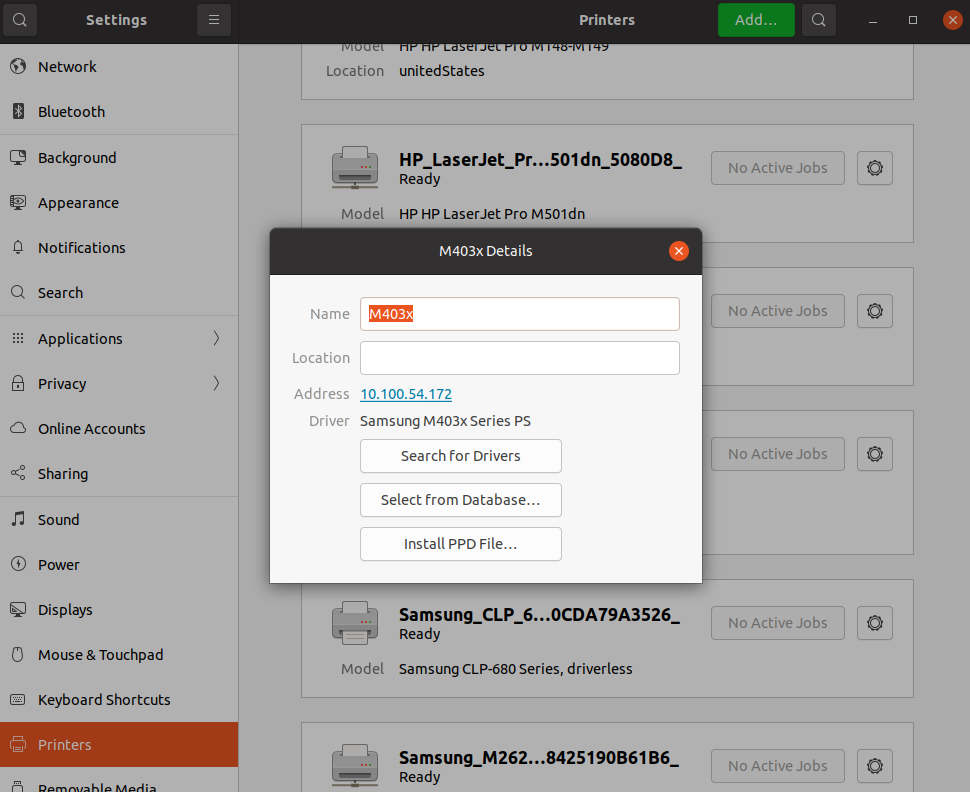 Settings
Printers
Add…
Network
Bluetooth
Background
Appearance
Notifications
Search
Applications
Privacy
Online Accounts
Sharing
Sound
Power
Displays
Mouse & Touchpad
Keyboard Shortcuts
Printers
Removable Media
Model HP HP LaserJet Pro M148-M149
Location unitedStates
HP_LaserJet_Pr…501dn_5080D8_
Ready
No Active Jobs
Model HP HP LaserJet Pro M501dn
No Active Jobs
No Active Jobs
M403x Details
Name M403x
Location
Address 10.100.54.172
Driver Samsung M403x Series PS
Search for Drivers
Select from Database…
Install PPD File…
Samsung_CLP_6…0CDA79A3526_
Ready
No Active Jobs
Model Samsung CLP-680 Series, driverless
Samsung_M262…8425190B61B6_
Ready
No Active Jobs